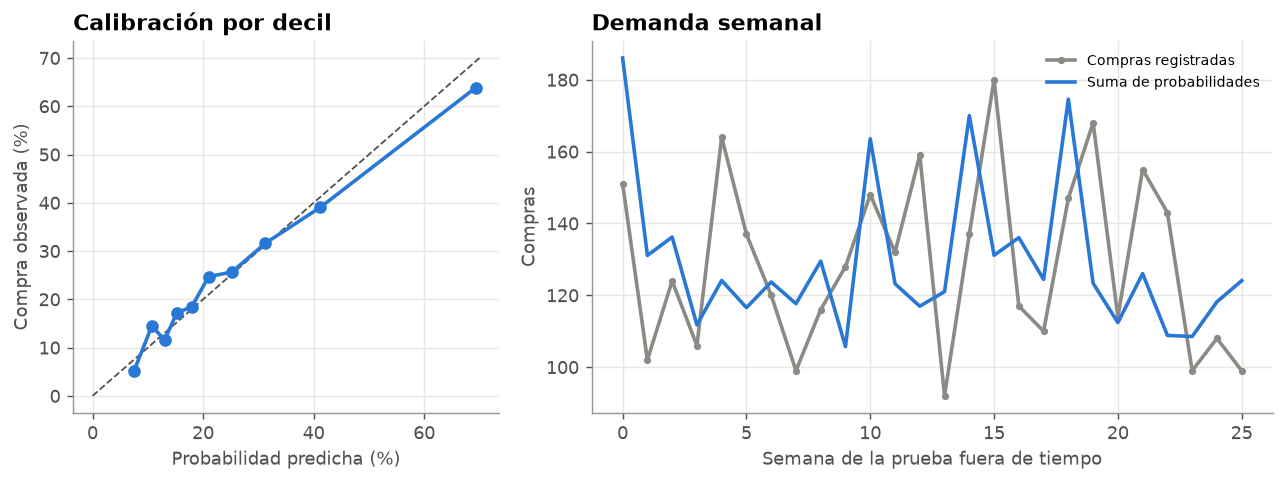 Calibración por decil
70
60
50
40
30
20
10
0
Compra observada (%)
0 20 40 60
Probabilidad predicha (%)
Demanda semanal
Compras registradas
Suma de probabilidades
180
160
140
120
100
Compras
0 5 10 15 20 25
Semana de la prueba fuera de tiempo